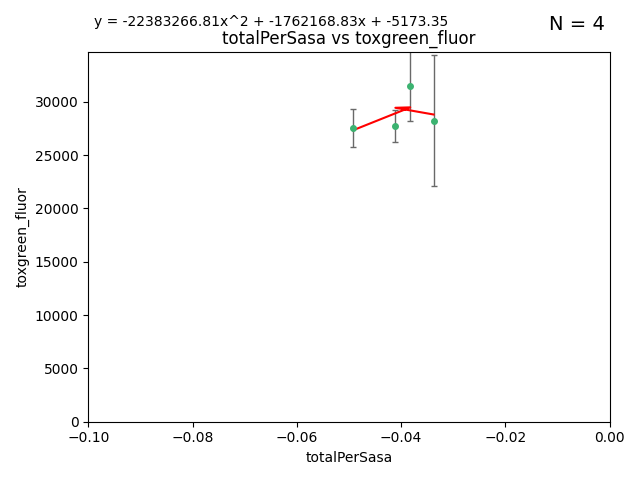 y = -22383266.81x^2 + -1762168.83x + -5173.35
N = 4
totalPerSasa vs toxgreen_fluor
30000
25000
20000
15000
10000
5000
0
toxgreen_fluor
−0.10
−0.08
−0.06
−0.04
−0.02
0.00
totalPerSasa